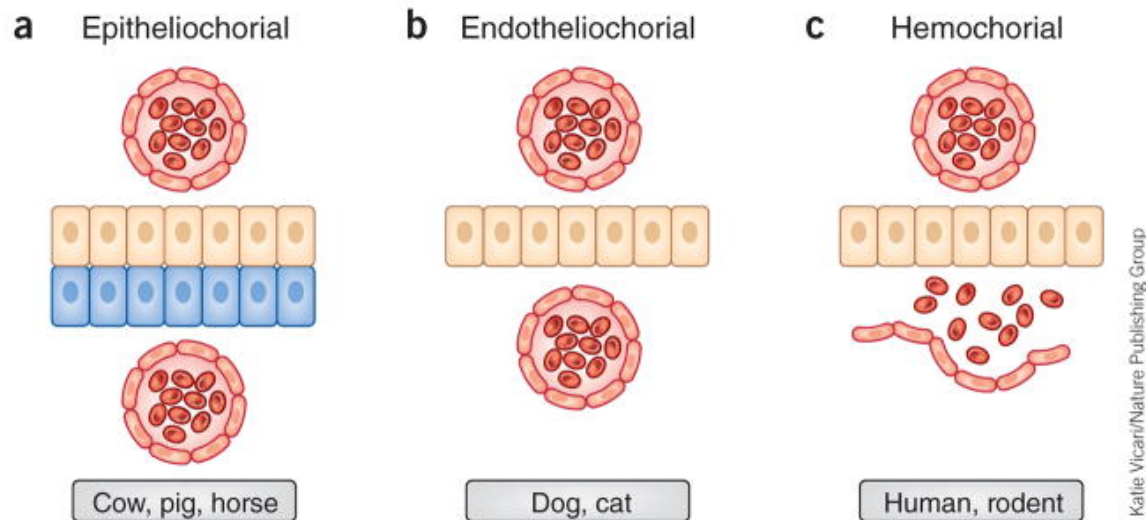 a Epitheliochorial
b Endotheliochorial
c Hemochorial
Cow, pig, horse
Dog, cat
Human, rodent
Katie Vicari/Nature Publishing Group